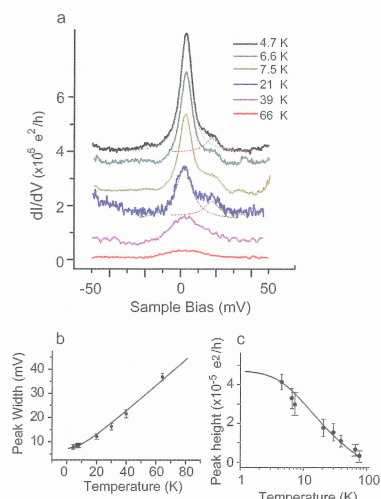 a
4.7 K
6.6 K
7.5 K
21 K
39 K
66 K
6
4
2
0
dI/dV (x10⁵ e²/h)
-50 0 50
Sample Bias (mV)
b
c
40
30
20
10
Peak Width (mV)
0 20 40 60 80
Temperature (K)
4
2
0
Peak height (x10⁻⁵ e²/h)
1 10 100
Temperature (K)